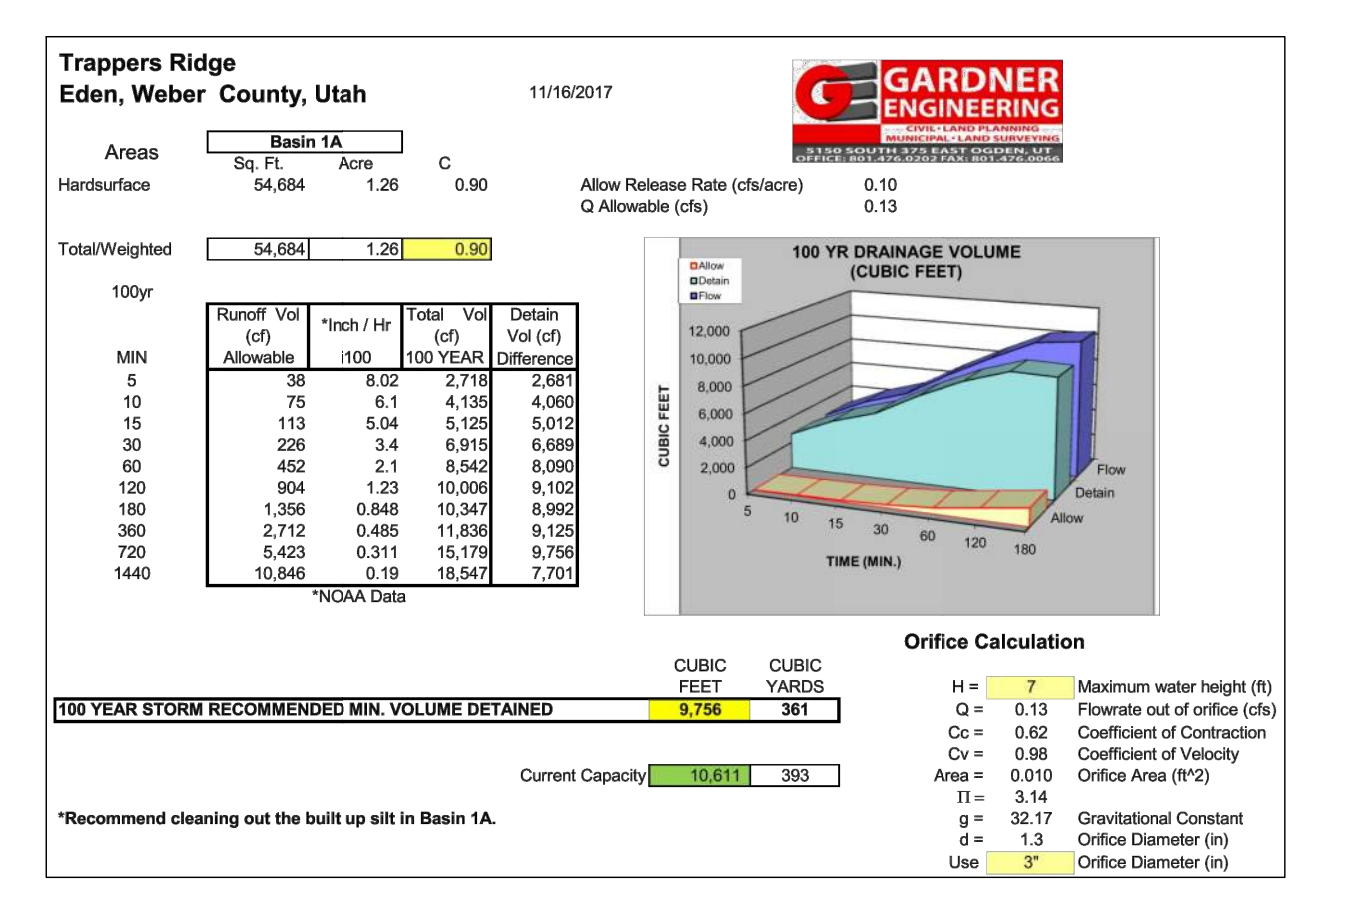 Trappers Ridge
Eden, Weber County, Utah
11/16/2017
GARDNER
ENGINEERING
CIVIL•LAND PLANNING
MUNICIPAL•LAND SURVEYING
5150 SOUTH 375 EAST OGDEN, UT
OFFICE: 801.476.0202 FAX: 801.476.0066
Areas
Basin 1A
Sq. Ft. Acre C
Hardsurface 54,684 1.26 0.90
Allow Release Rate (cfs/acre) 0.10
Q Allowable (cfs) 0.13
Total/Weighted 54,684 1.26 0.90
100yr
Runoff Vol *Inch / Hr Total Vol Detain
(cf) (cf) Vol (cf)
MIN Allowable i100 100 YEAR Difference
5 38 8.02 2,718 2,681
10 75 6.1 4,135 4,060
15 113 5.04 5,125 5,012
30 226 3.4 6,915 6,689
60 452 2.1 8,542 8,090
120 904 1.23 10,006 9,102
180 1,356 0.848 10,347 8,992
360 2,712 0.485 11,836 9,125
720 5,423 0.311 15,179 9,756
1440 10,846 0.19 18,547 7,701
*NOAA Data
100 YR DRAINAGE VOLUME
(CUBIC FEET)
Allow
Detain
Flow
CUBIC FEET
12,000
10,000
8,000
6,000
4,000
2,000
0
5 10 15 30 60 120 180
TIME (MIN.)
Flow
Detain
Allow
CUBIC CUBIC
FEET YARDS
100 YEAR STORM RECOMMENDED MIN. VOLUME DETAINED 9,756 361
Current Capacity 10,611 393
*Recommend cleaning out the built up silt in Basin 1A.
Orifice Calculation
H = 7 Maximum water height (ft)
Q = 0.13 Flowrate out of orifice (cfs)
Cc = 0.62 Coefficient of Contraction
Cv = 0.98 Coefficient of Velocity
Area = 0.010 Orifice Area (ft^2)
Π = 3.14
g = 32.17 Gravitational Constant
d = 1.3 Orifice Diameter (in)
Use 3" Orifice Diameter (in)